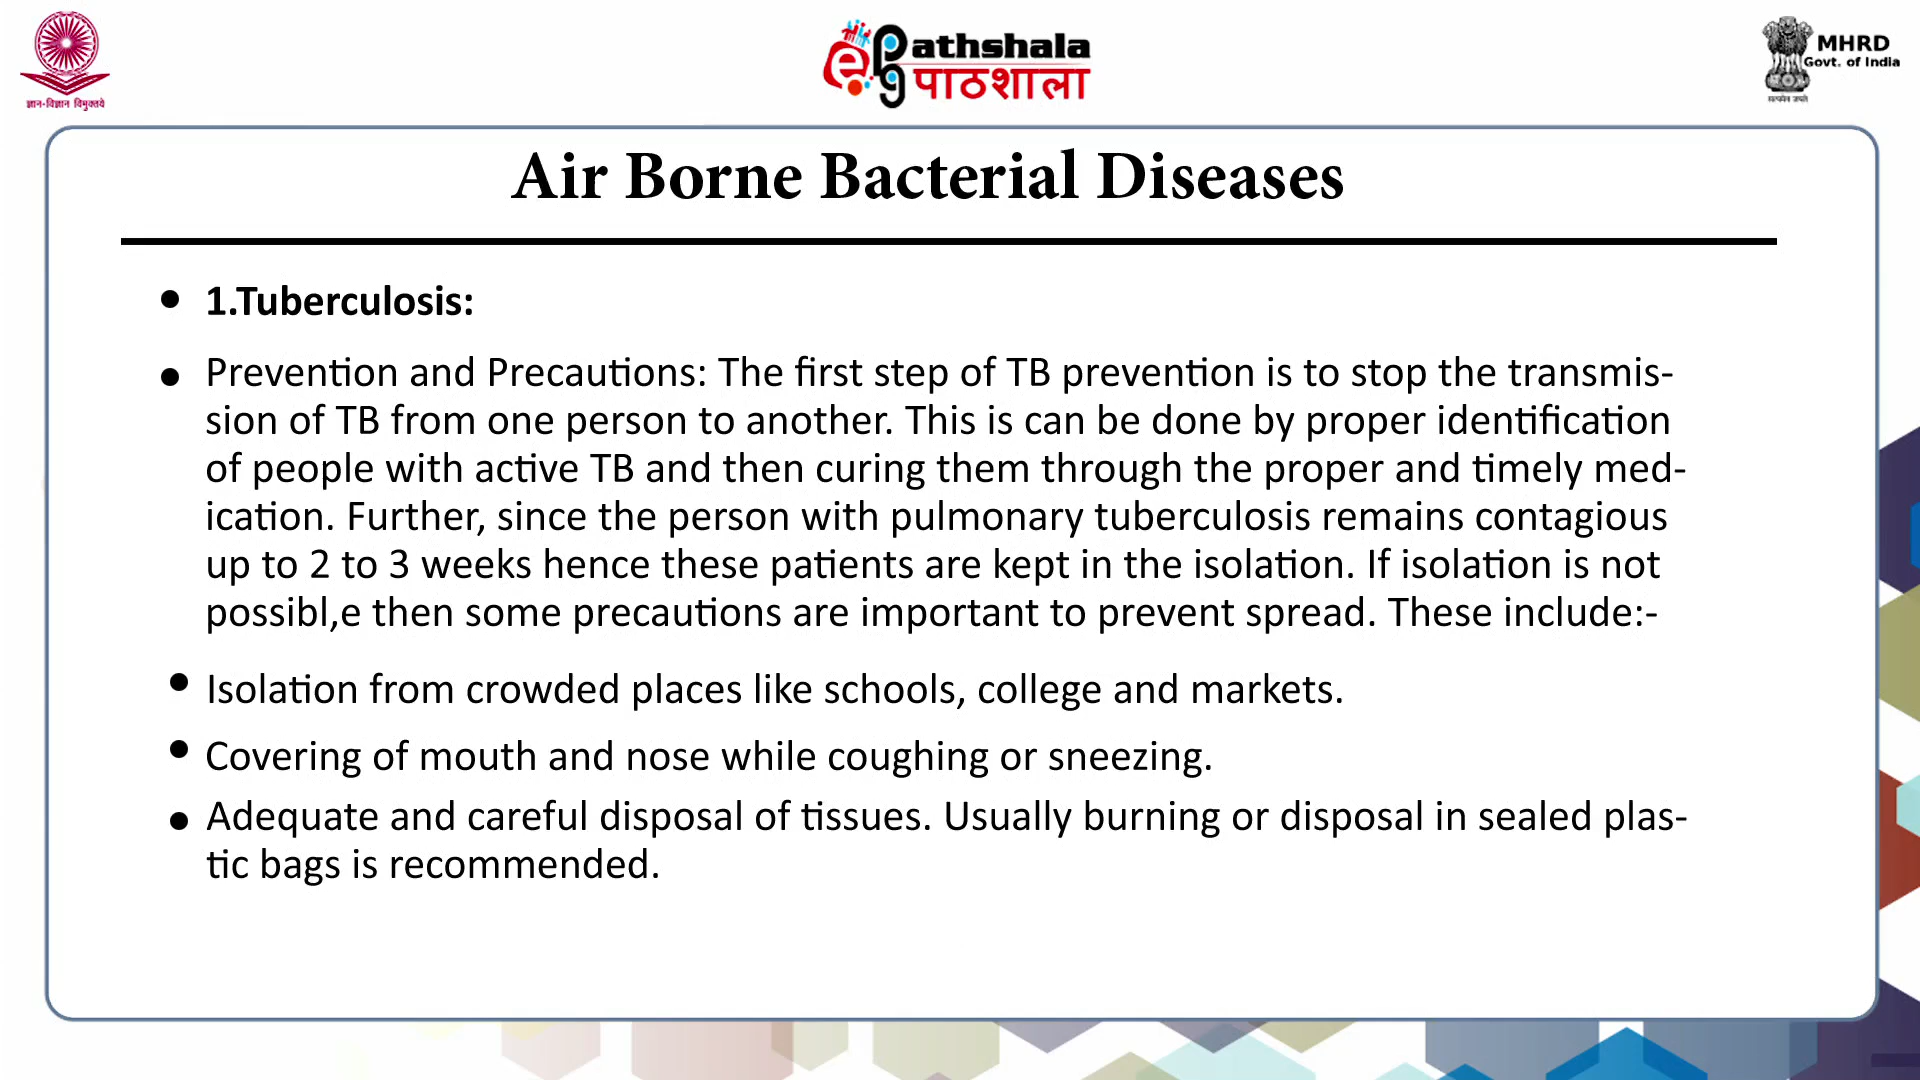 ज्ञान-विज्ञान विमुक्तये
ePGathshala
पाठशाला
MHRD
Govt. of India
सत्यमेव जयते
Air Borne Bacterial Diseases
• 1.Tuberculosis:
• Prevention and Precautions: The first step of TB prevention is to stop the transmis-
sion of TB from one person to another. This is can be done by proper identification
of people with active TB and then curing them through the proper and timely med-
ication. Further, since the person with pulmonary tuberculosis remains contagious
up to 2 to 3 weeks hence these patients are kept in the isolation. If isolation is not
possibl,e then some precautions are important to prevent spread. These include:-
• Isolation from crowded places like schools, college and markets.
• Covering of mouth and nose while coughing or sneezing.
• Adequate and careful disposal of tissues. Usually burning or disposal in sealed plas-
tic bags is recommended.